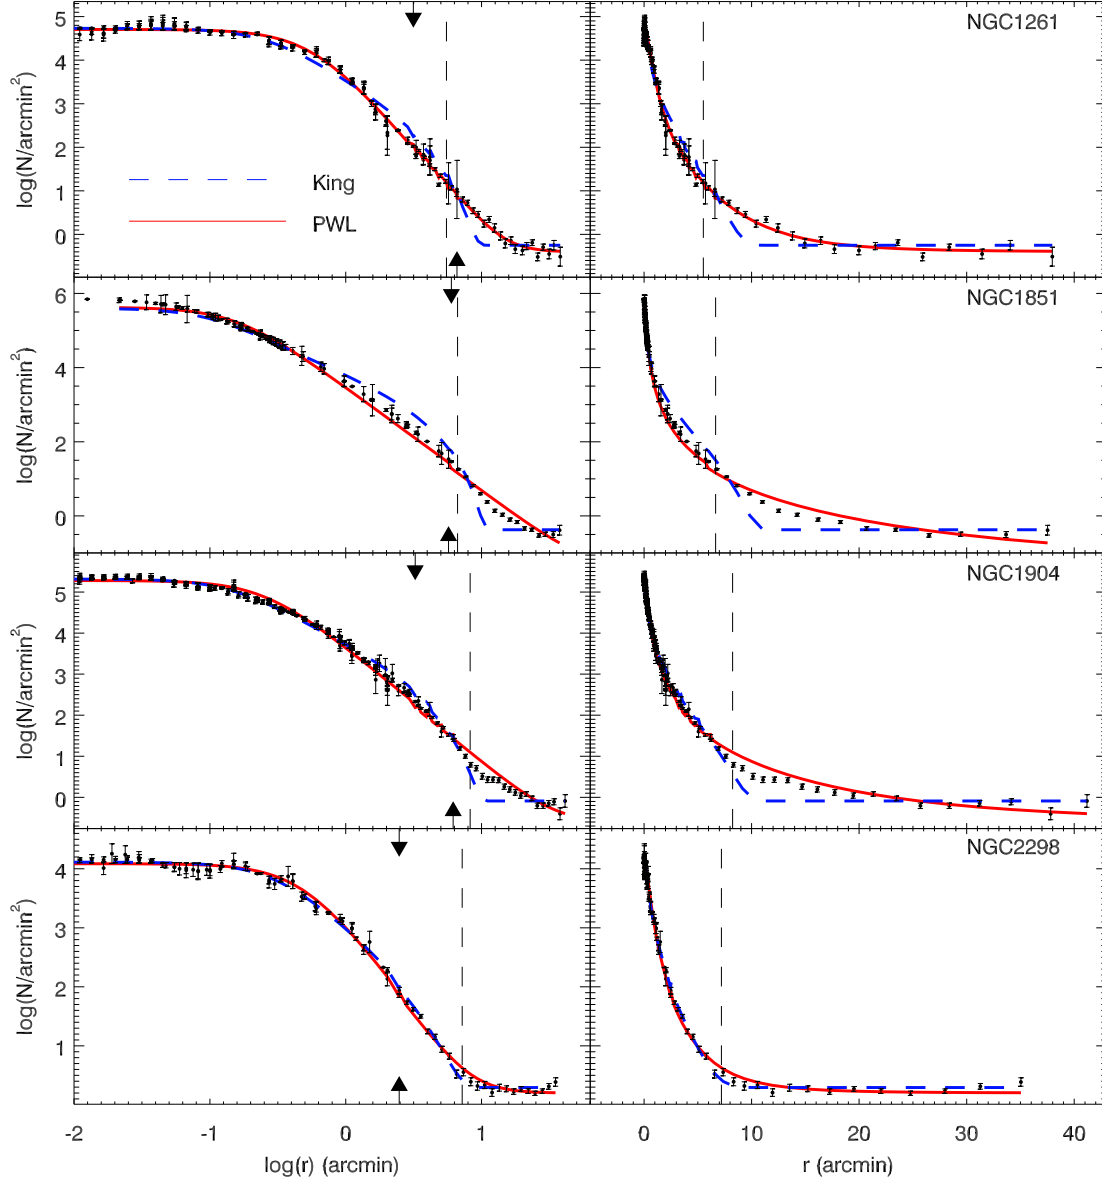 NGC1261
5
4
3
2
1
0
log(N/arcmin²)
King
PWL
NGC1851
6
4
2
0
log(N/arcmin²)
NGC1904
5
4
3
2
1
0
log(N/arcmin²)
NGC2298
4
3
2
1
log(N/arcmin²)
-2 -1 0 1
0 10 20 30 40
log(r) (arcmin)
r (arcmin)